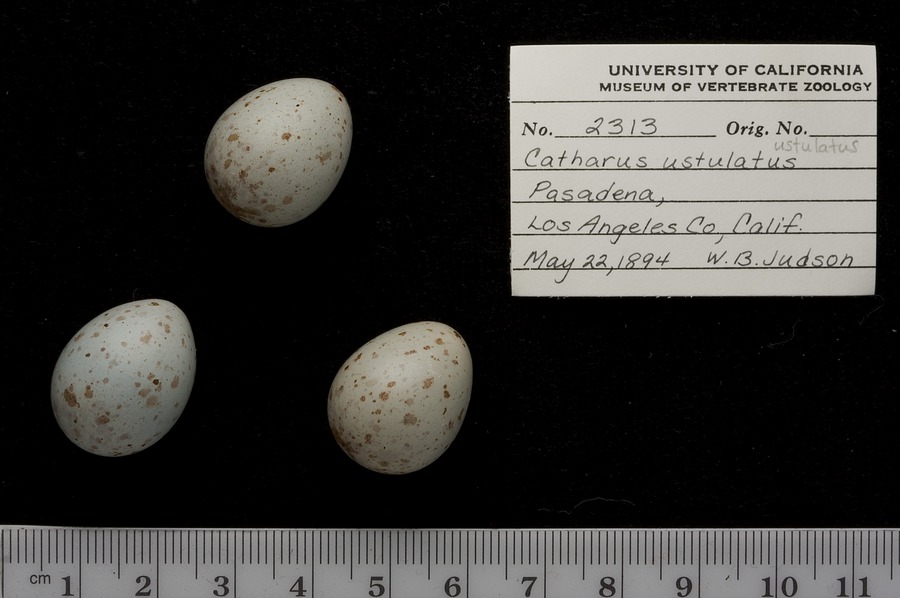 UNIVERSITY OF CALIFORNIA
MUSEUM OF VERTEBRATE ZOOLOGY
No. 2313 Orig. No.
ustulatus
Catharus ustulatus
Pasadena,
Los Angeles Co, Calif.
May 22, 1894 W. B. Judson
cm 1 2 3 4 5 6 7 8 9 10 11